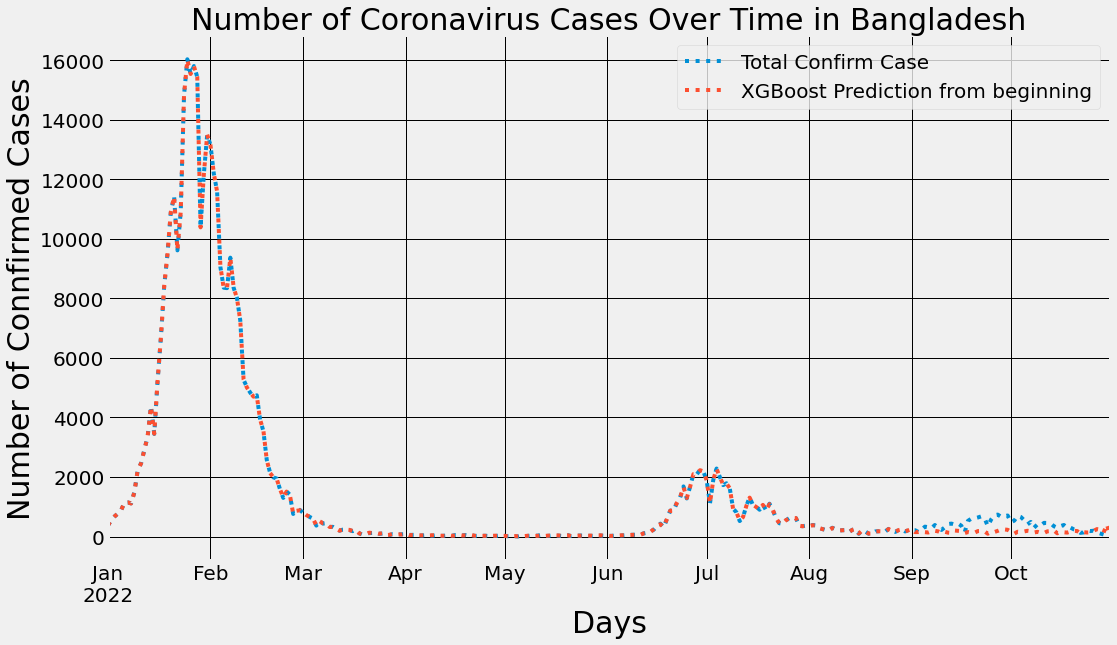 Number of Coronavirus Cases Over Time in Bangladesh
Total Confirm Case
XGBoost Prediction from beginning
Number of Connfirmed Cases
16000
14000
12000
10000
8000
6000
4000
2000
0
Jan Feb Mar Apr May Jun Jul Aug Sep Oct
2022
Days